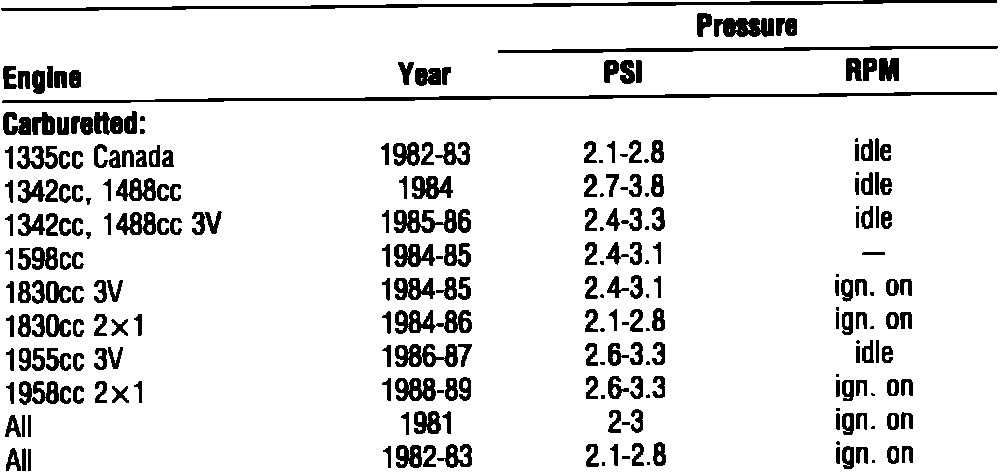 Pressure
Engine Year PSI RPM
Carburetted:
1335cc Canada 1982-83 2.1-2.8 idle
1342cc, 1488cc 1984 2.7-3.8 idle
1342cc, 1488cc 3V 1985-86 2.4-3.3 idle
1598cc 1984-85 2.4-3.1 —
1830cc 3V 1984-85 2.4-3.1 ign. on
1830cc 2×1 1984-86 2.1-2.8 ign. on
1955cc 3V 1986-87 2.6-3.3 idle
1958cc 2×1 1988-89 2.6-3.3 ign. on
All 1981 2-3 ign. on
All 1982-83 2.1-2.8 ign. on